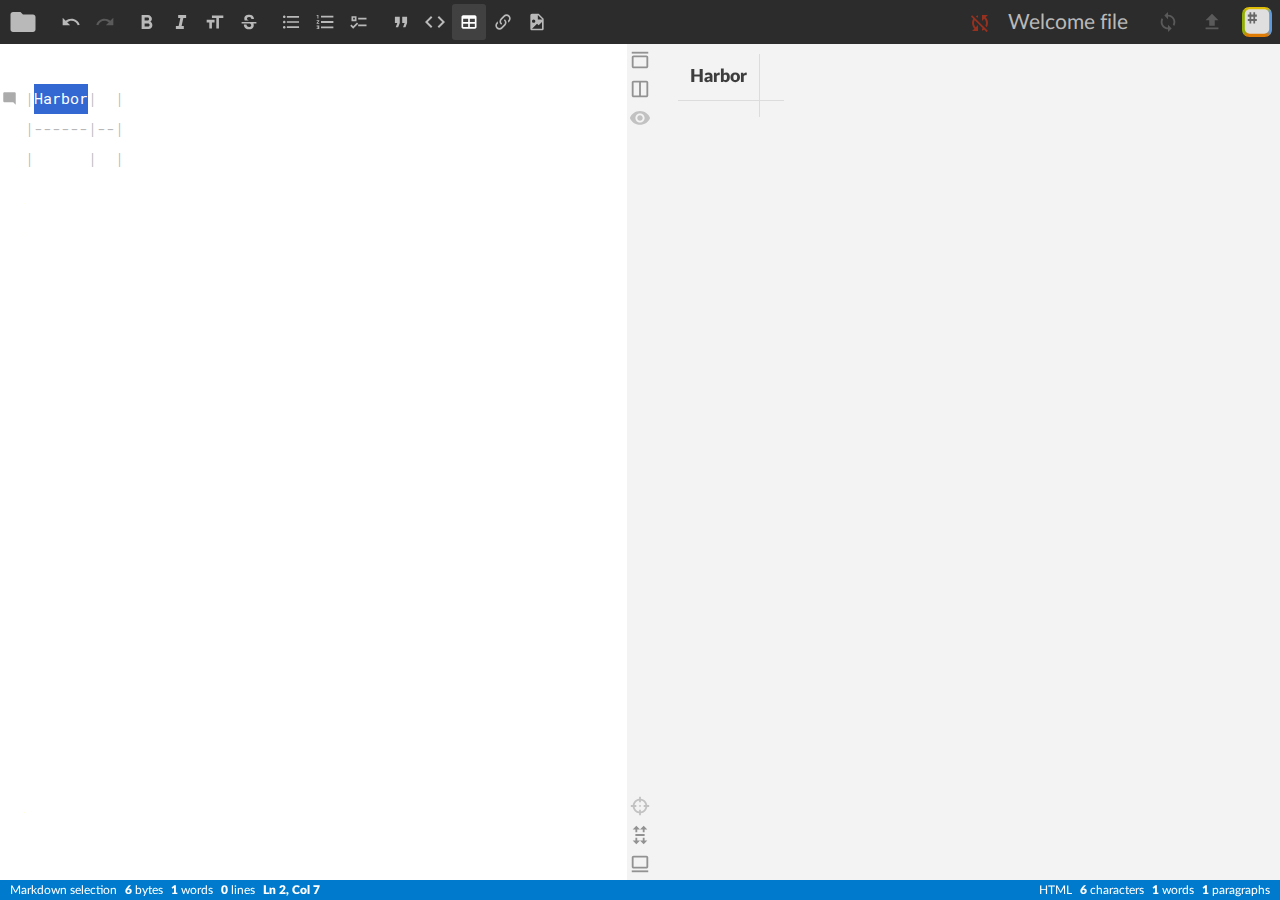 Welcome file
|Harbor|  |
|------|--|
|      |  |
Harbor
Markdown selection 6 bytes 1 words 0 lines Ln 2, Col 7
HTML 6 characters 1 words 1 paragraphs